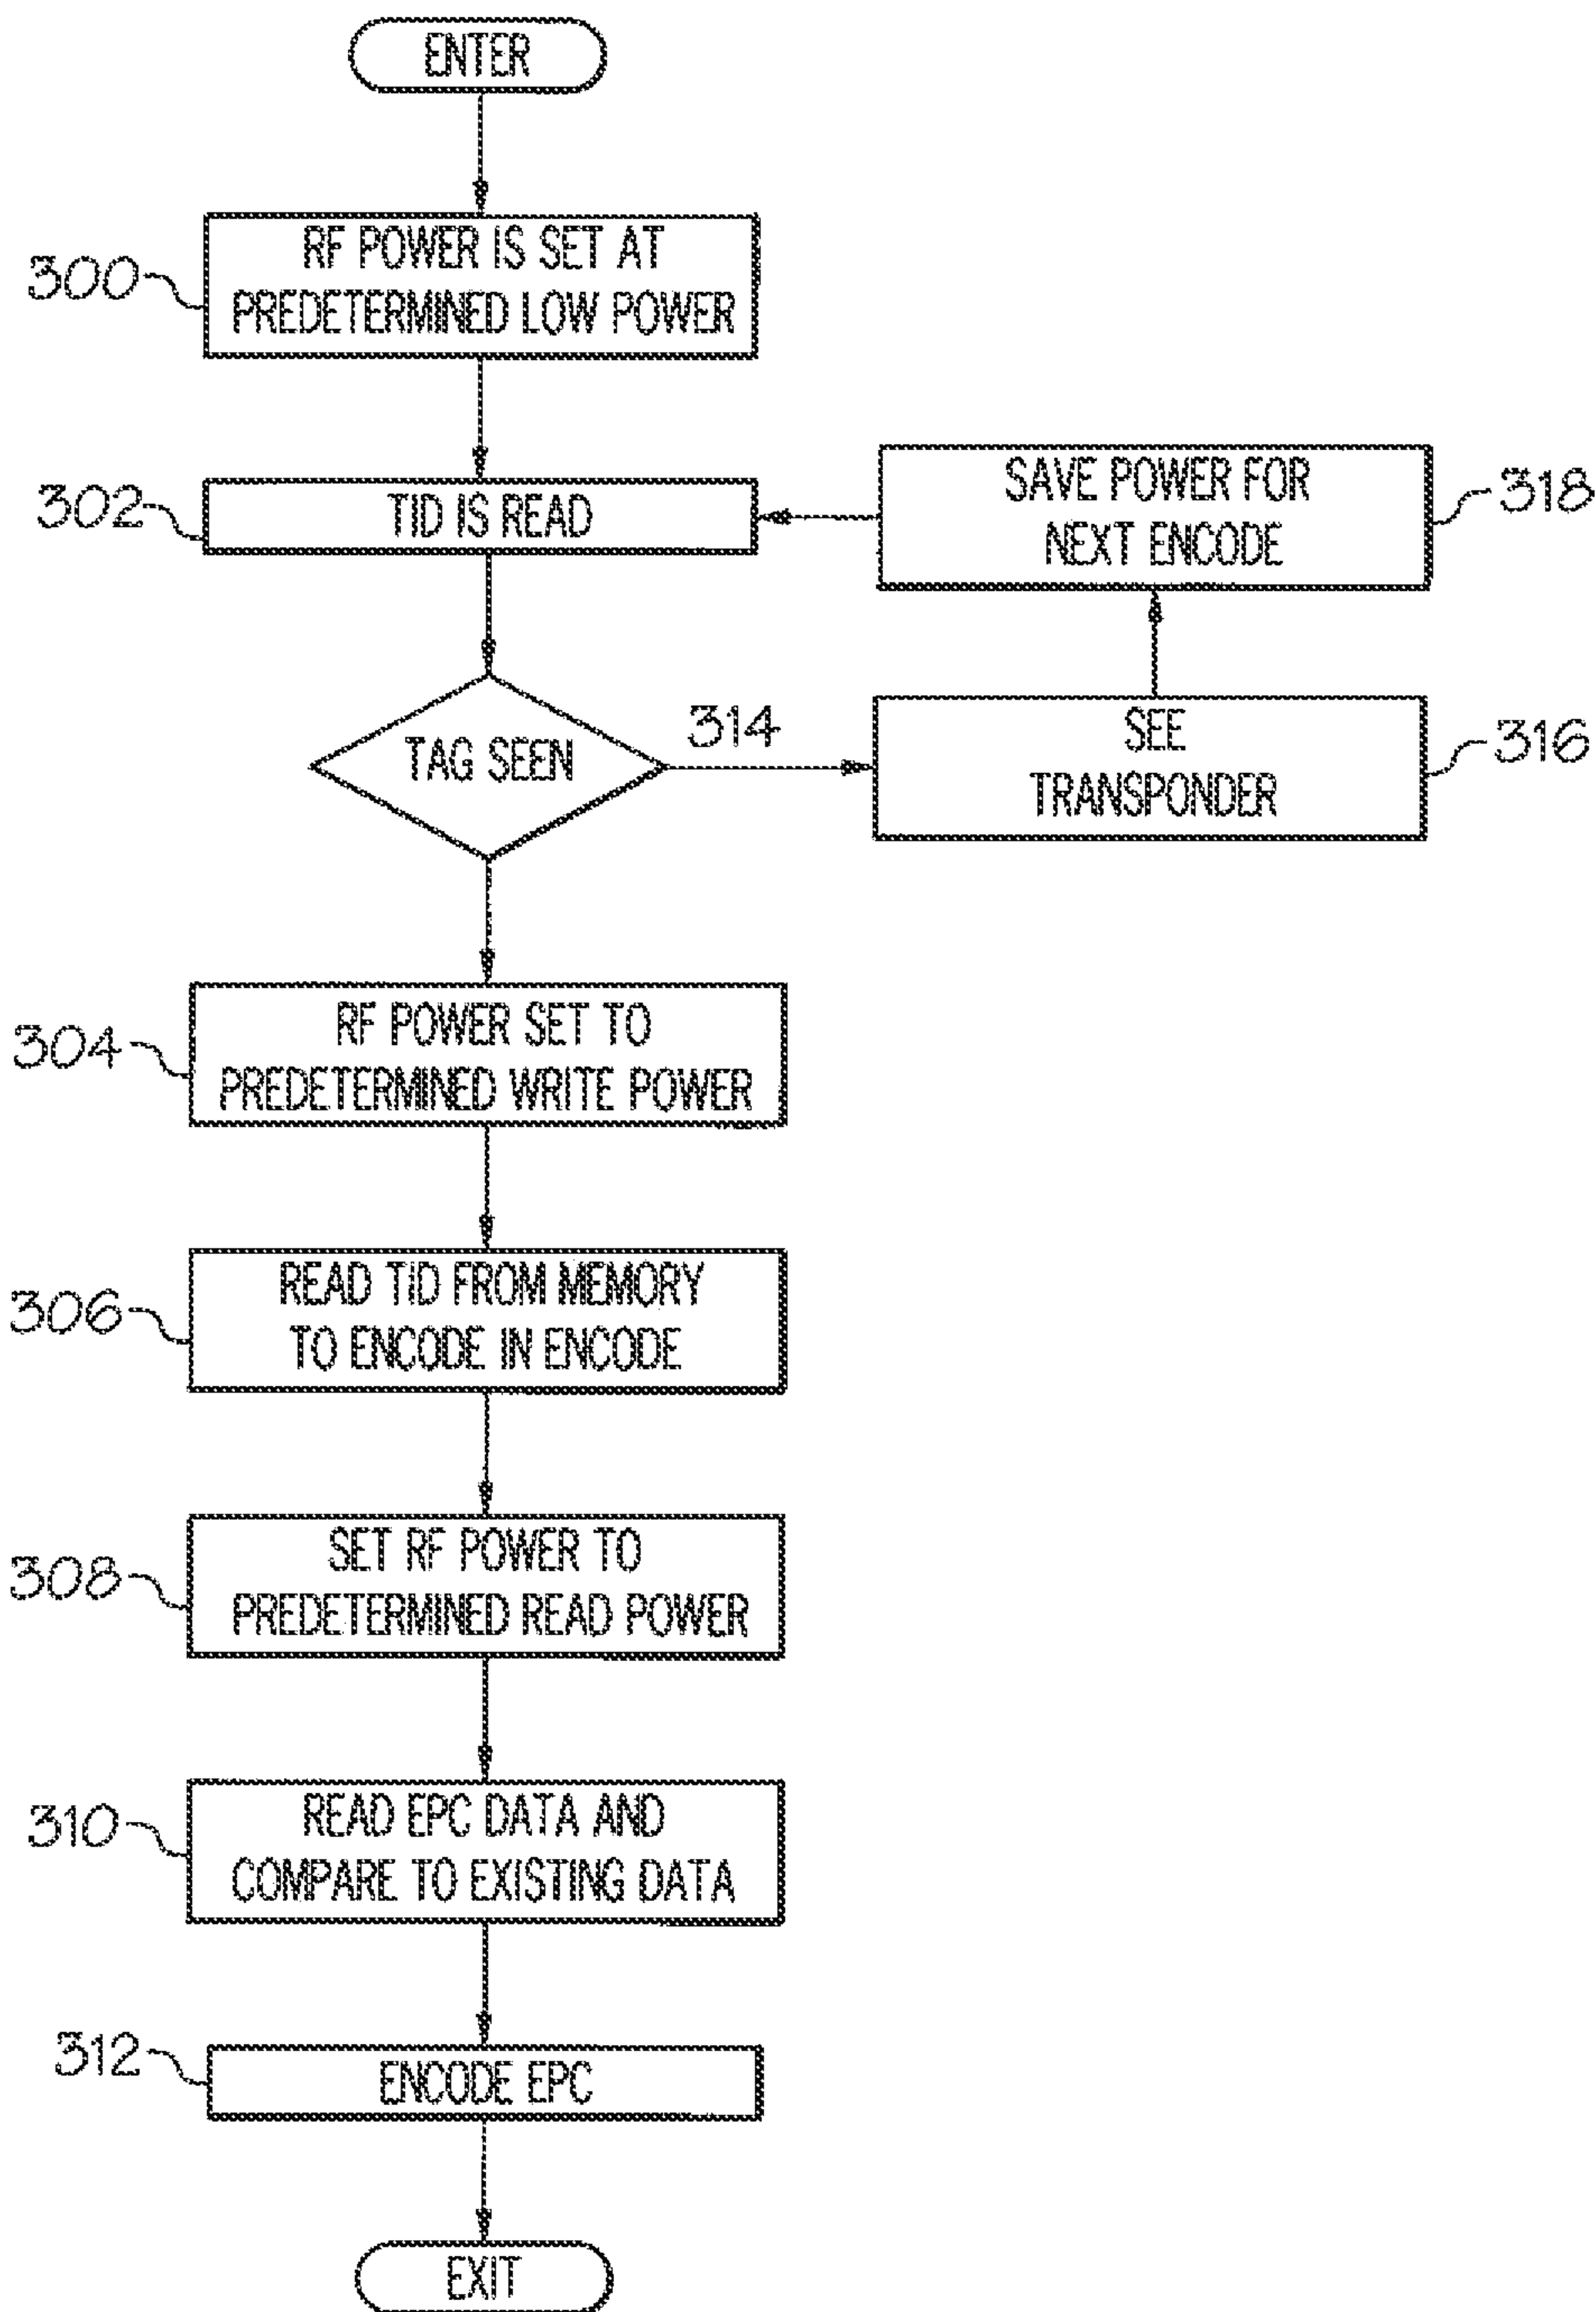 ENTER
300
RF POWER IS SET AT
PREDETERMINED LOW POWER
302
TID IS READ
SAVE POWER FOR
NEXT ENCODE
318
TAG SEEN
314
SEE
TRANSPONDER
316
304
RF POWER SET TO
PREDETERMINED WRITE POWER
306
READ TID FROM MEMORY
TO ENCODE IN ENCODE
308
SET RF POWER TO
PREDETERMINED READ POWER
310
READ EPC DATA AND
COMPARE TO EXISTING DATA
312
ENCODE EPC
EXIT